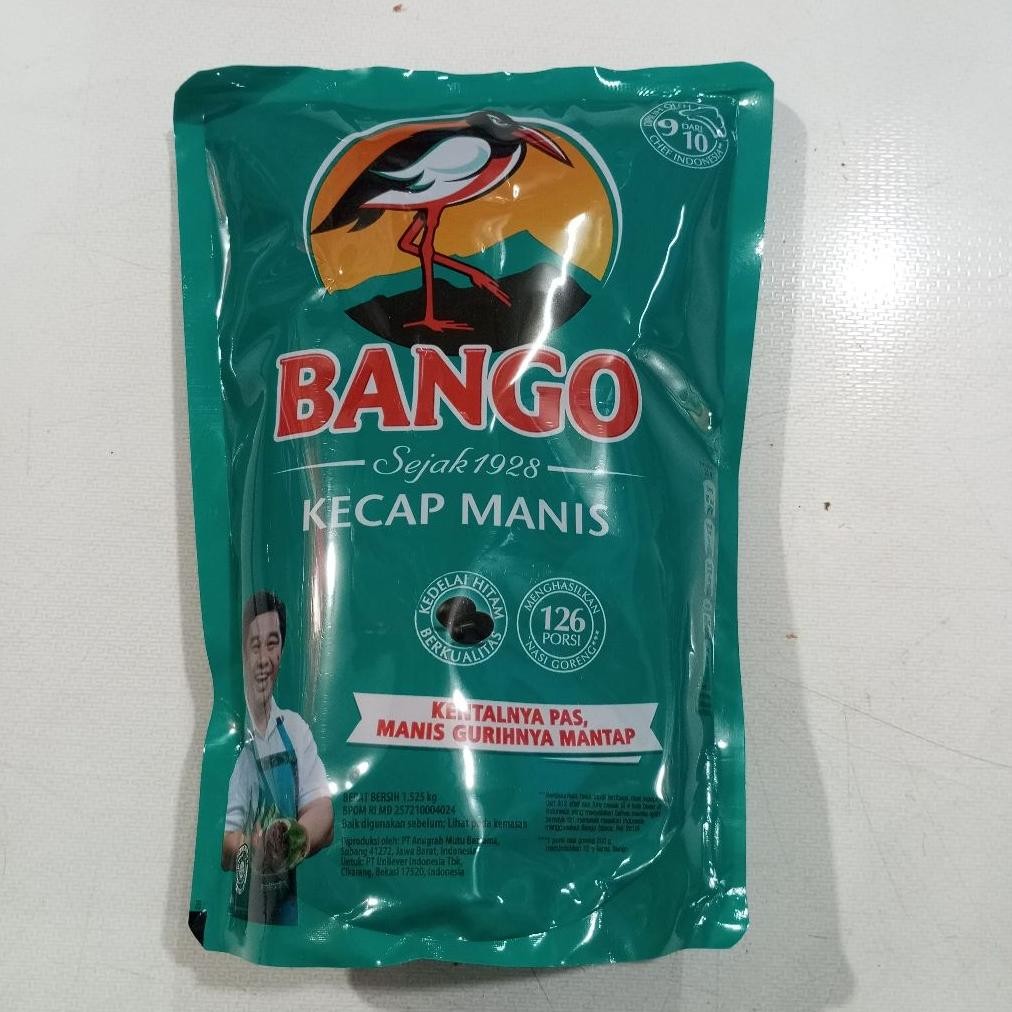 DIPILIH OLEH
9 DARI 10
CHEF INDONESIA**
BANGO
Sejak 1928
KECAP MANIS
KEDELAI HITAM
BERKUALITAS
MENGHASILKAN
126
PORSI
NASI GORENG***
KENTALNYA PAS,
MANIS GURIHNYA MANTAP
BERAT BERSIH 1.525 kg
BPOM RI MD 257210004024
Baik digunakan sebelum: Lihat pada kemasan
Diproduksi oleh: PT Anugrah Mutu Bersama,
Subang 41272, Jawa Barat, Indonesia
Untuk: PT Unilever Indonesia Tbk.
Cikarang, Bekasi 17520, Indonesia